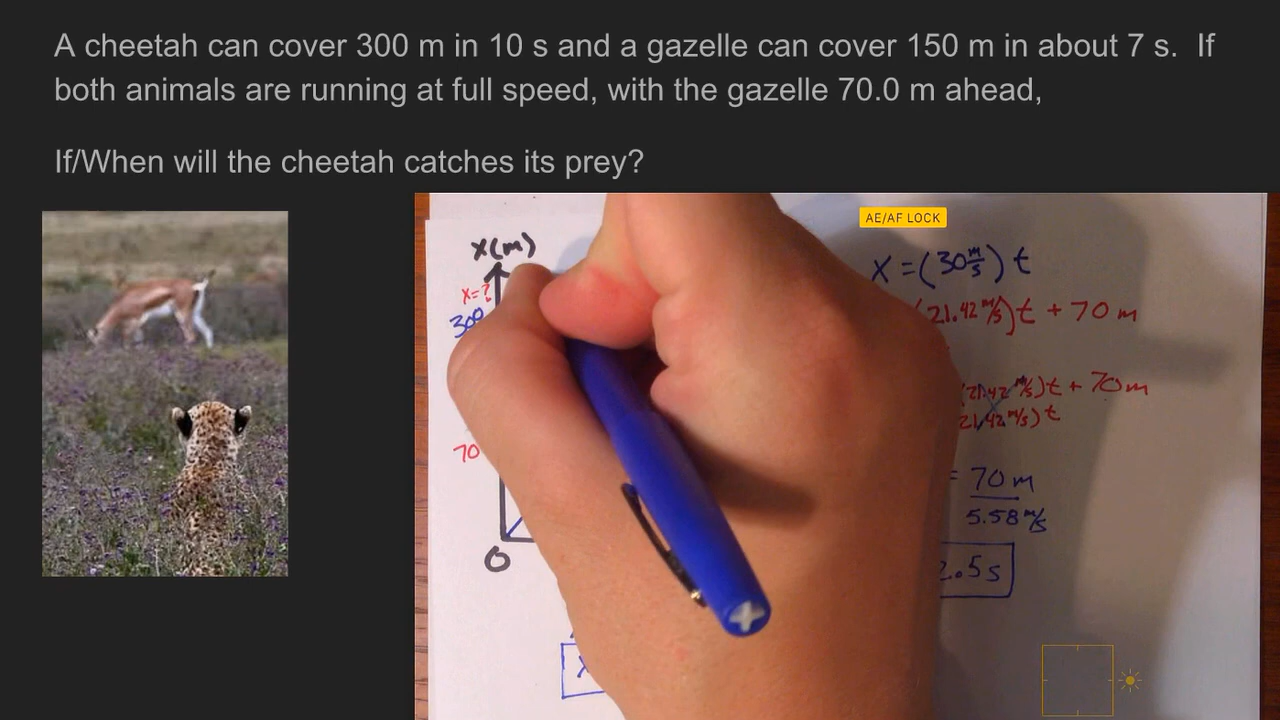 A cheetah can cover 300 m in 10 s and a gazelle can cover 150 m in about 7 s. If
both animals are running at full speed, with the gazelle 70.0 m ahead,
If/When will the cheetah catches its prey?
AE/AF LOCK
X(m)
X=?
300
70
O
X = (30 m/s) t
(21.42 m/s)t + 70 m
(21.42 m/s)t + 70m
21.42 m/s) t
= 70 m
5.58 m/s
2.5 s